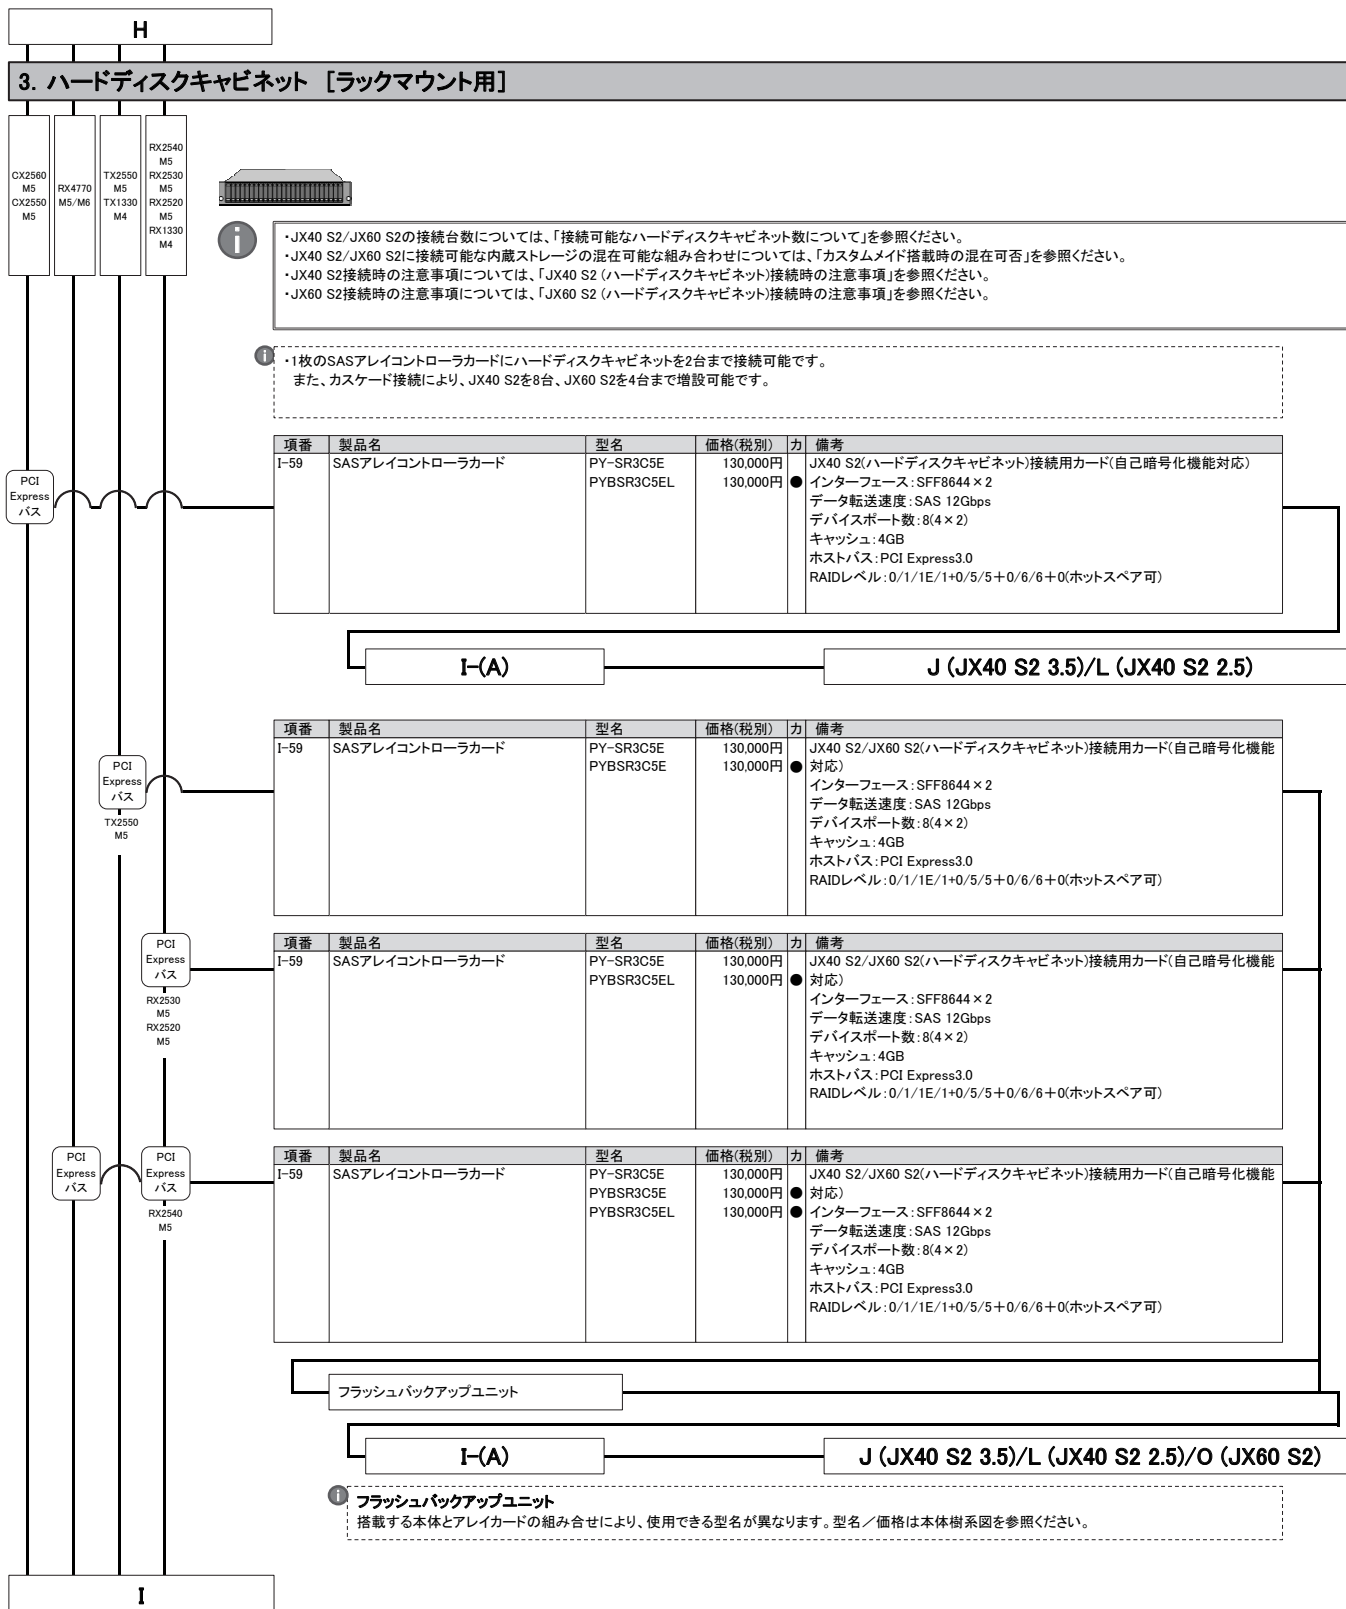 H
3. ハードディスクキャビネット [ラックマウント用]
CX2560
M5
CX2550
M5
RX4770
M5/M6
TX2550
M5
TX1330
M4
RX2540
M5
RX2530
M5
RX2520
M5
RX1330
M4
・JX40 S2/JX60 S2の接続台数については、「接続可能なハードディスクキャビネット数について」を参照ください。
・JX40 S2/JX60 S2に接続可能な内蔵ストレージの混在可能な組み合わせについては、「カスタムメイド搭載時の混在可否」を参照ください。
・JX40 S2接続時の注意事項については、「JX40 S2 (ハードディスクキャビネット)接続時の注意事項」を参照ください。
・JX60 S2接続時の注意事項については、「JX60 S2 (ハードディスクキャビネット)接続時の注意事項」を参照ください。
・1枚のSASアレイコントローラカードにハードディスクキャビネットを2台まで接続可能です。
また、カスケード接続により、JX40 S2を8台、JX60 S2を4台まで増設可能です。
項番 製品名 型名 価格(税別) カ 備考
I-59 SASアレイコントローラカード PY-SR3C5E 130,000円 JX40 S2(ハードディスクキャビネット)接続用カード(自己暗号化機能対応)
PYBSR3C5EL 130,000円 ● インターフェース:SFF8644×2
データ転送速度:SAS 12Gbps
デバイスポート数:8(4×2)
キャッシュ:4GB
ホストバス:PCI Express3.0
RAIDレベル:0/1/1E/1+0/5/5+0/6/6+0(ホットスペア可)
PCI
Express
バス
I-(A) J (JX40 S2 3.5)/L (JX40 S2 2.5)
項番 製品名 型名 価格(税別) カ 備考
I-59 SASアレイコントローラカード PY-SR3C5E 130,000円 JX40 S2/JX60 S2(ハードディスクキャビネット)接続用カード(自己暗号化機能
PYBSR3C5E 130,000円 ● 対応)
インターフェース:SFF8644×2
データ転送速度:SAS 12Gbps
デバイスポート数:8(4×2)
キャッシュ:4GB
ホストバス:PCI Express3.0
RAIDレベル:0/1/1E/1+0/5/5+0/6/6+0(ホットスペア可)
PCI
Express
バス
TX2550
M5
項番 製品名 型名 価格(税別) カ 備考
I-59 SASアレイコントローラカード PY-SR3C5E 130,000円 JX40 S2/JX60 S2(ハードディスクキャビネット)接続用カード(自己暗号化機能
PYBSR3C5EL 130,000円 ● 対応)
インターフェース:SFF8644×2
データ転送速度:SAS 12Gbps
デバイスポート数:8(4×2)
キャッシュ:4GB
ホストバス:PCI Express3.0
RAIDレベル:0/1/1E/1+0/5/5+0/6/6+0(ホットスペア可)
PCI
Express
バス
RX2530
M5
RX2520
M5
項番 製品名 型名 価格(税別) カ 備考
I-59 SASアレイコントローラカード PY-SR3C5E 130,000円 JX40 S2/JX60 S2(ハードディスクキャビネット)接続用カード(自己暗号化機能
PYBSR3C5E 130,000円 ● 対応)
PYBSR3C5EL 130,000円 ● インターフェース:SFF8644×2
データ転送速度:SAS 12Gbps
デバイスポート数:8(4×2)
キャッシュ:4GB
ホストバス:PCI Express3.0
RAIDレベル:0/1/1E/1+0/5/5+0/6/6+0(ホットスペア可)
PCI
Express
バス
PCI
Express
バス
RX2540
M5
フラッシュバックアップユニット
I-(A) J (JX40 S2 3.5)/L (JX40 S2 2.5)/O (JX60 S2)
フラッシュバックアップユニット
搭載する本体とアレイカードの組み合せにより、使用できる型名が異なります。型名/価格は本体樹系図を参照ください。
I